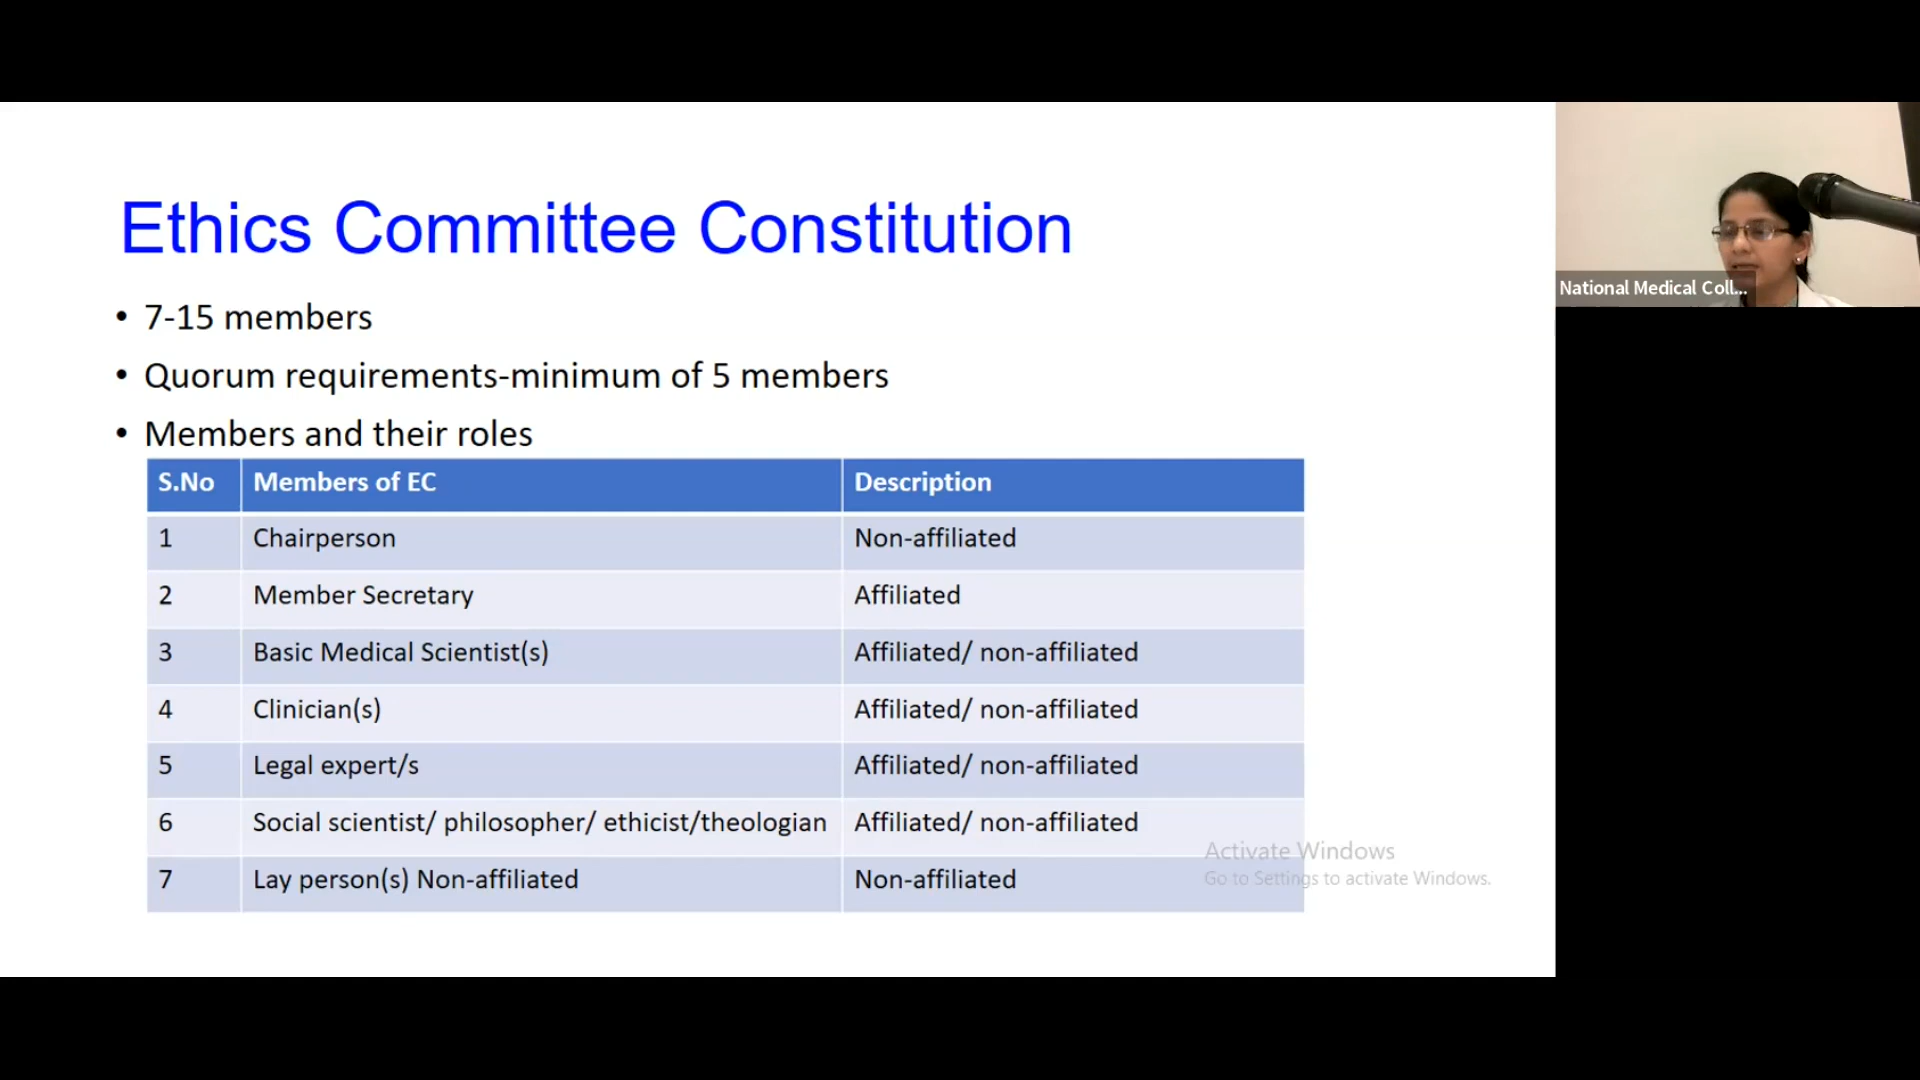 Ethics Committee Constitution
• 7-15 members
• Quorum requirements-minimum of 5 members
• Members and their roles
S.No Members of EC Description
1 Chairperson Non-affiliated
2 Member Secretary Affiliated
3 Basic Medical Scientist(s) Affiliated/ non-affiliated
4 Clinician(s) Affiliated/ non-affiliated
5 Legal expert/s Affiliated/ non-affiliated
6 Social scientist/ philosopher/ ethicist/theologian Affiliated/ non-affiliated
7 Lay person(s) Non-affiliated Non-affiliated
Activate Windows
Go to Settings to activate Windows.
National Medical Coll...